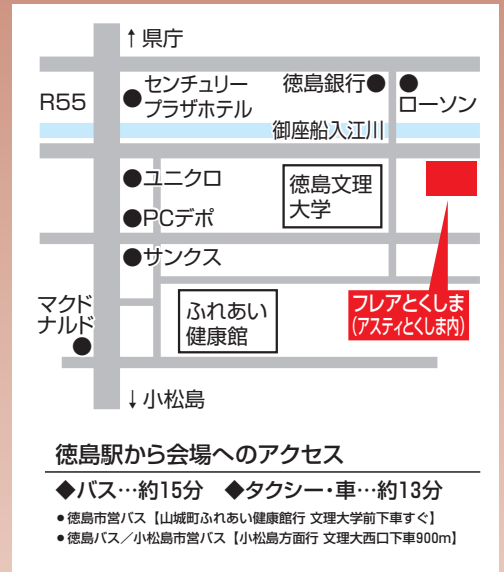 ↑県庁
R55
●センチュリー
プラザホテル
徳島銀行●
●
ローソン
御座船入江川
●ユニクロ
●PCデポ
●サンクス
徳島文理
大学
マクド
ナルド
●
ふれあい
健康館
フレアとくしま
(アスティとくしま内)
↓小松島
徳島駅から会場へのアクセス
◆バス…約15分 ◆タクシー・車…約13分
●徳島市営バス【山城町ふれあい健康館行 文理大学前下車すぐ】
●徳島バス／小松島市営バス【小松島方面行 文理大西口下車900m】